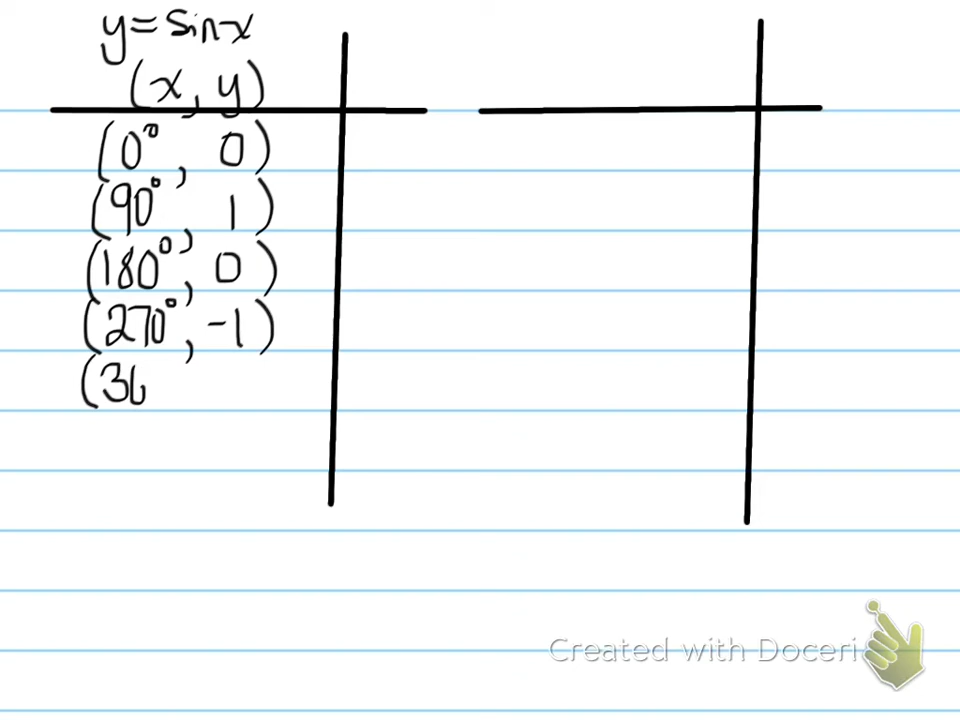 y = sin x
(x, y)
(0°, 0)
(90°, 1)
(180°, 0)
(270°, -1)
(36
Created with Doceri